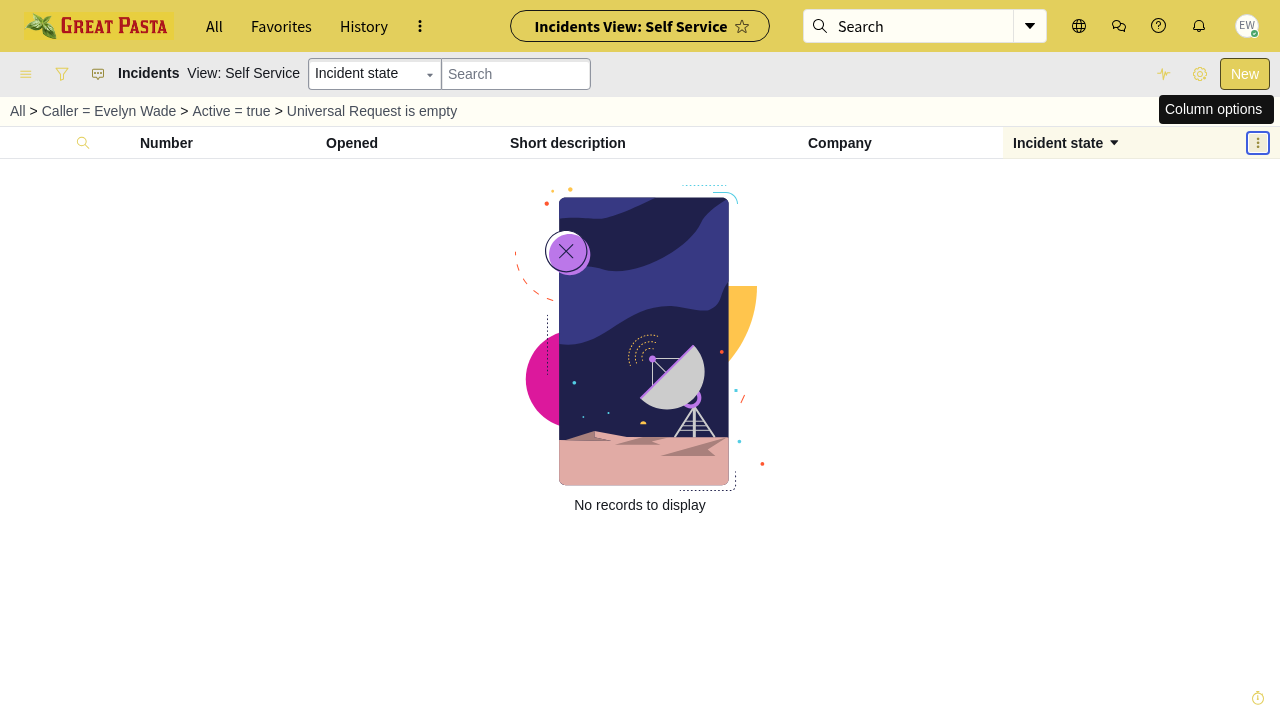 GREAT PASTA
All
Favorites
History
Incidents View: Self Service
Search
EW
Incidents
View: Self Service
Incident state
Search
New
All > Caller = Evelyn Wade > Active = true > Universal Request is empty
Column options
Number
Opened
Short description
Company
Incident state
No records to display